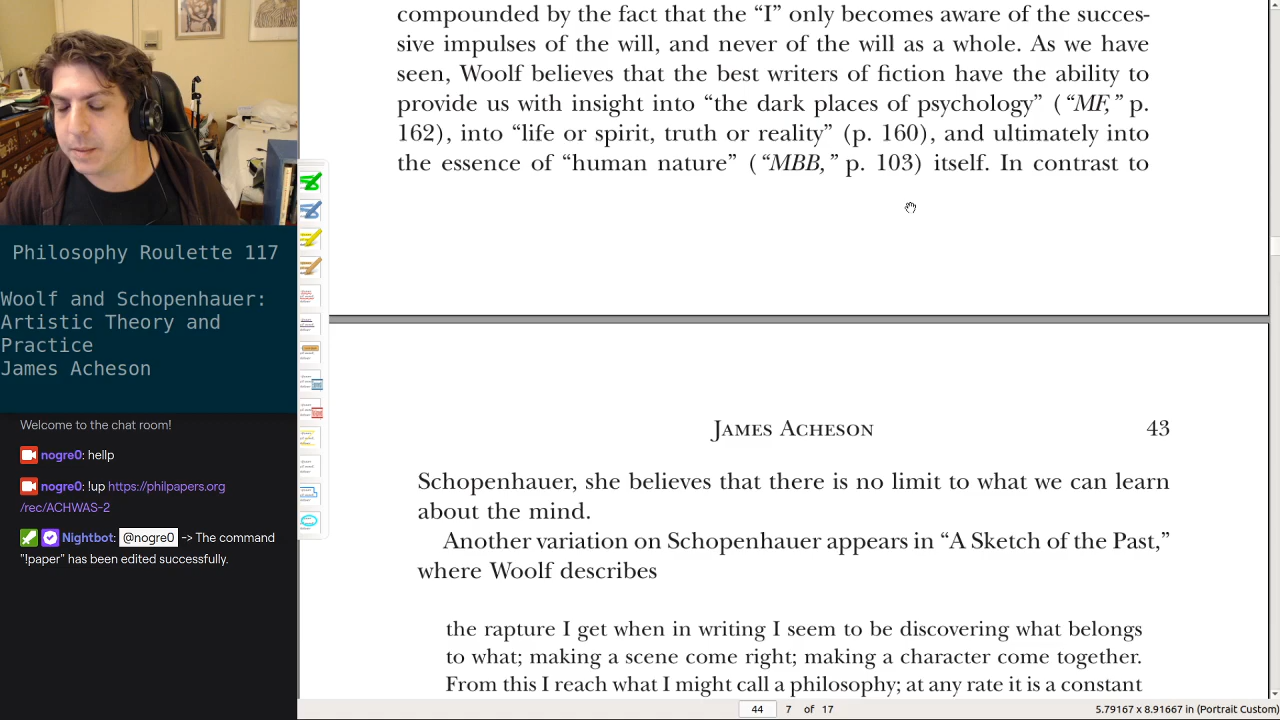 Philosophy Roulette 117
Woolf and Schopenhauer:
Artistic Theory and
Practice
James Acheson
Welcome to the chat room!
nogre0: hellp
nogre0: !up https://philpapers.org
/rec/ACHWAS-2
Nightbot: @nogre0 -> The command
"!paper" has been edited successfully.
compounded by the fact that the “I” only becomes aware of the succes-
sive impulses of the will, and never of the will as a whole. As we have
seen, Woolf believes that the best writers of fiction have the ability to
provide us with insight into “the dark places of psychology” (“MF,” p.
162), into “life or spirit, truth or reality” (p. 160), and ultimately into
the essence of “human nature” (“MBB,” p. 103) itself. In contrast to
James Acheson 43
Schopenhauer, she believes that there is no limit to what we can learn
about the mind.
Another variation on Schopenhauer appears in “A Sketch of the Past,”
where Woolf describes
the rapture I get when in writing I seem to be discovering what belongs
to what; making a scene come right; making a character come together.
From this I reach what I might call a philosophy; at any rate it is a constant
44 7 of 17 5.79167 x 8.91667 in (Portrait Custom)